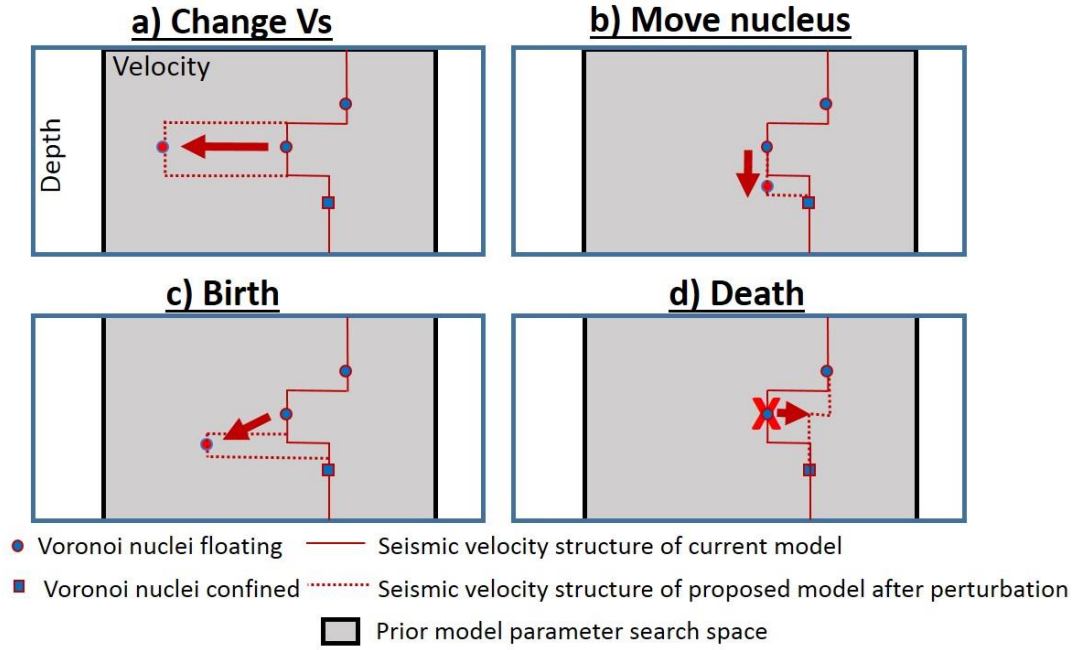 a) Change Vs
b) Move nucleus
Velocity
Depth
c) Birth
d) Death
X
Voronoi nuclei floating
Seismic velocity structure of current model
Voronoi nuclei confined
Seismic velocity structure of proposed model after perturbation
Prior model parameter search space